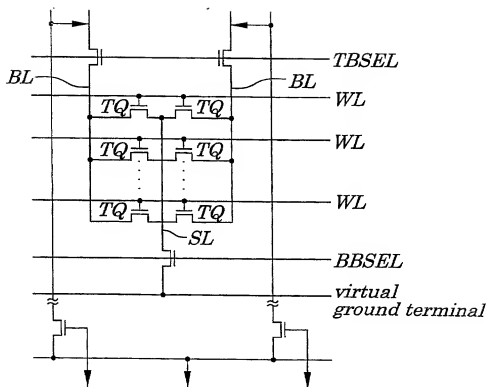 TBSEL
BL
BL
WL
TQ TQ
WL
TQ TQ
WL
TQ TQ
SL
BBSEL
virtual
ground terminal